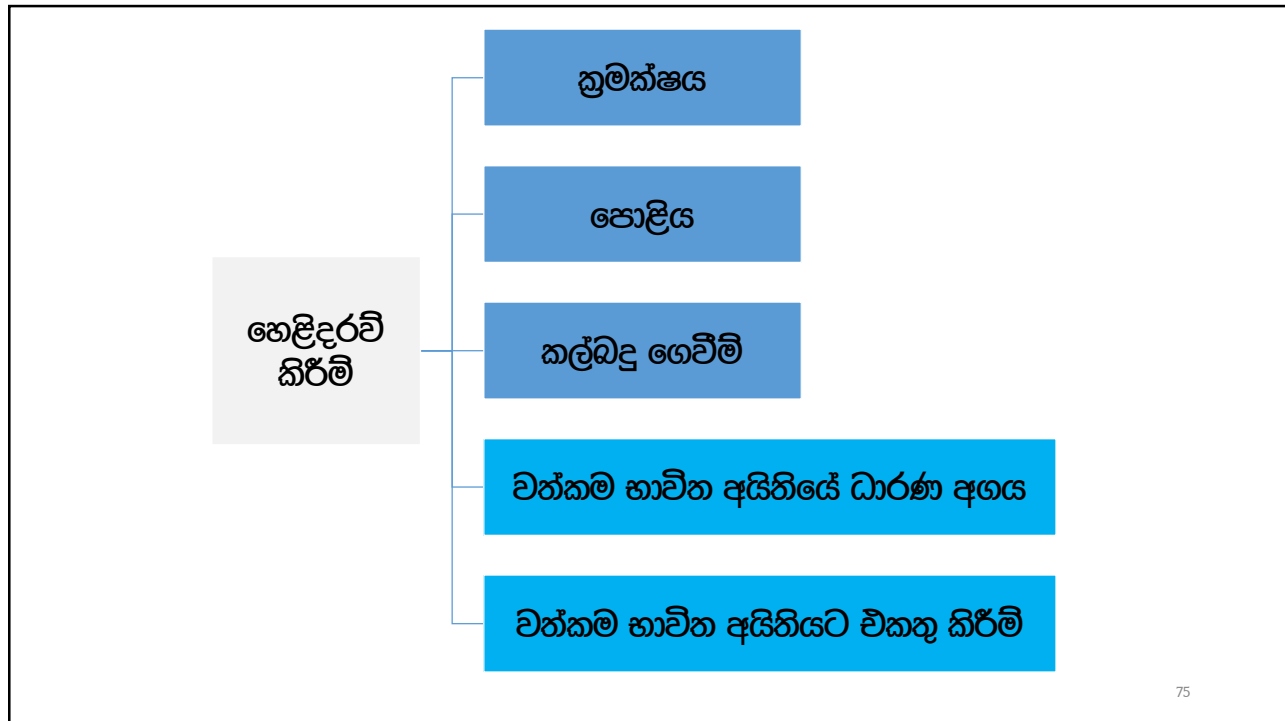 ක්‍රමක්ෂය
පොළිය
හෙළිදරව්
කිරීම්
කල්බදු ගෙවීම්
වත්කම භාවිත අයිතියේ ධාරණ අගය
වත්කම භාවිත අයිතියට එකතු කිරීම්
75